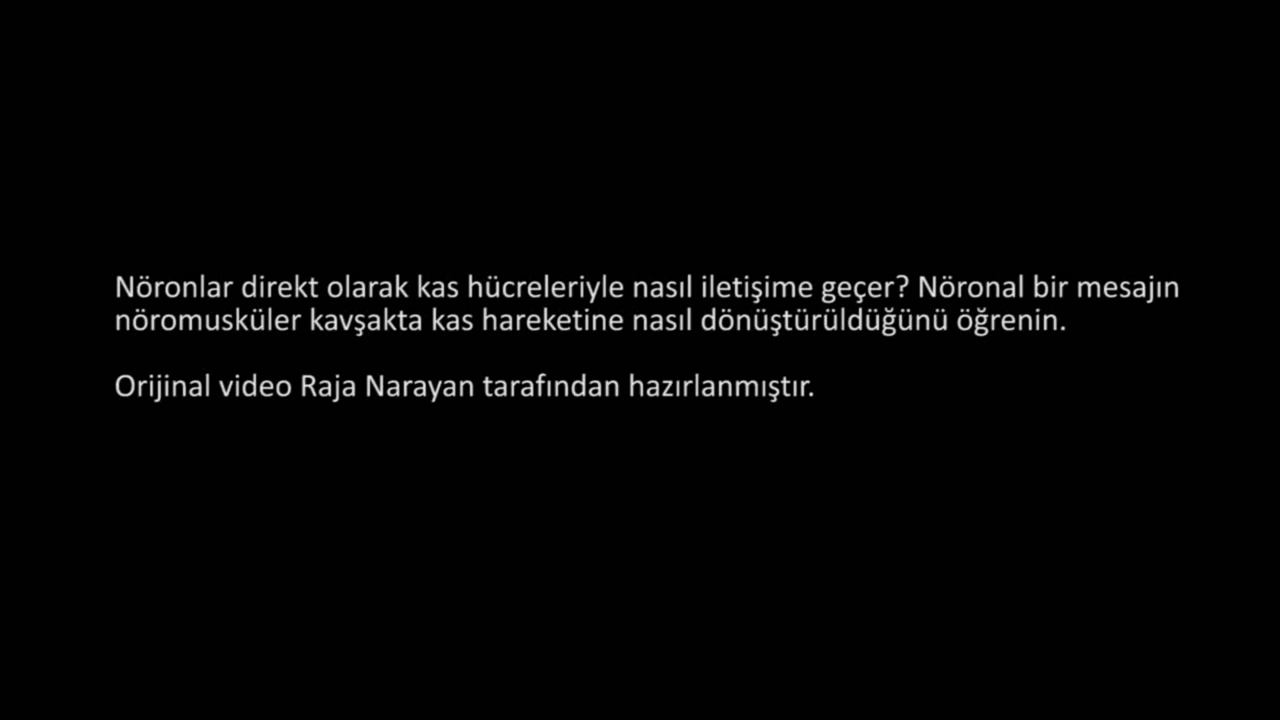 Nöronlar direkt olarak kas hücreleriyle nasıl iletişime geçer? Nöronal bir mesajın
nöromusküler kavşakta kas hareketine nasıl dönüştürüldüğünü öğrenin.
Orijinal video Raja Narayan tarafından hazırlanmıştır.